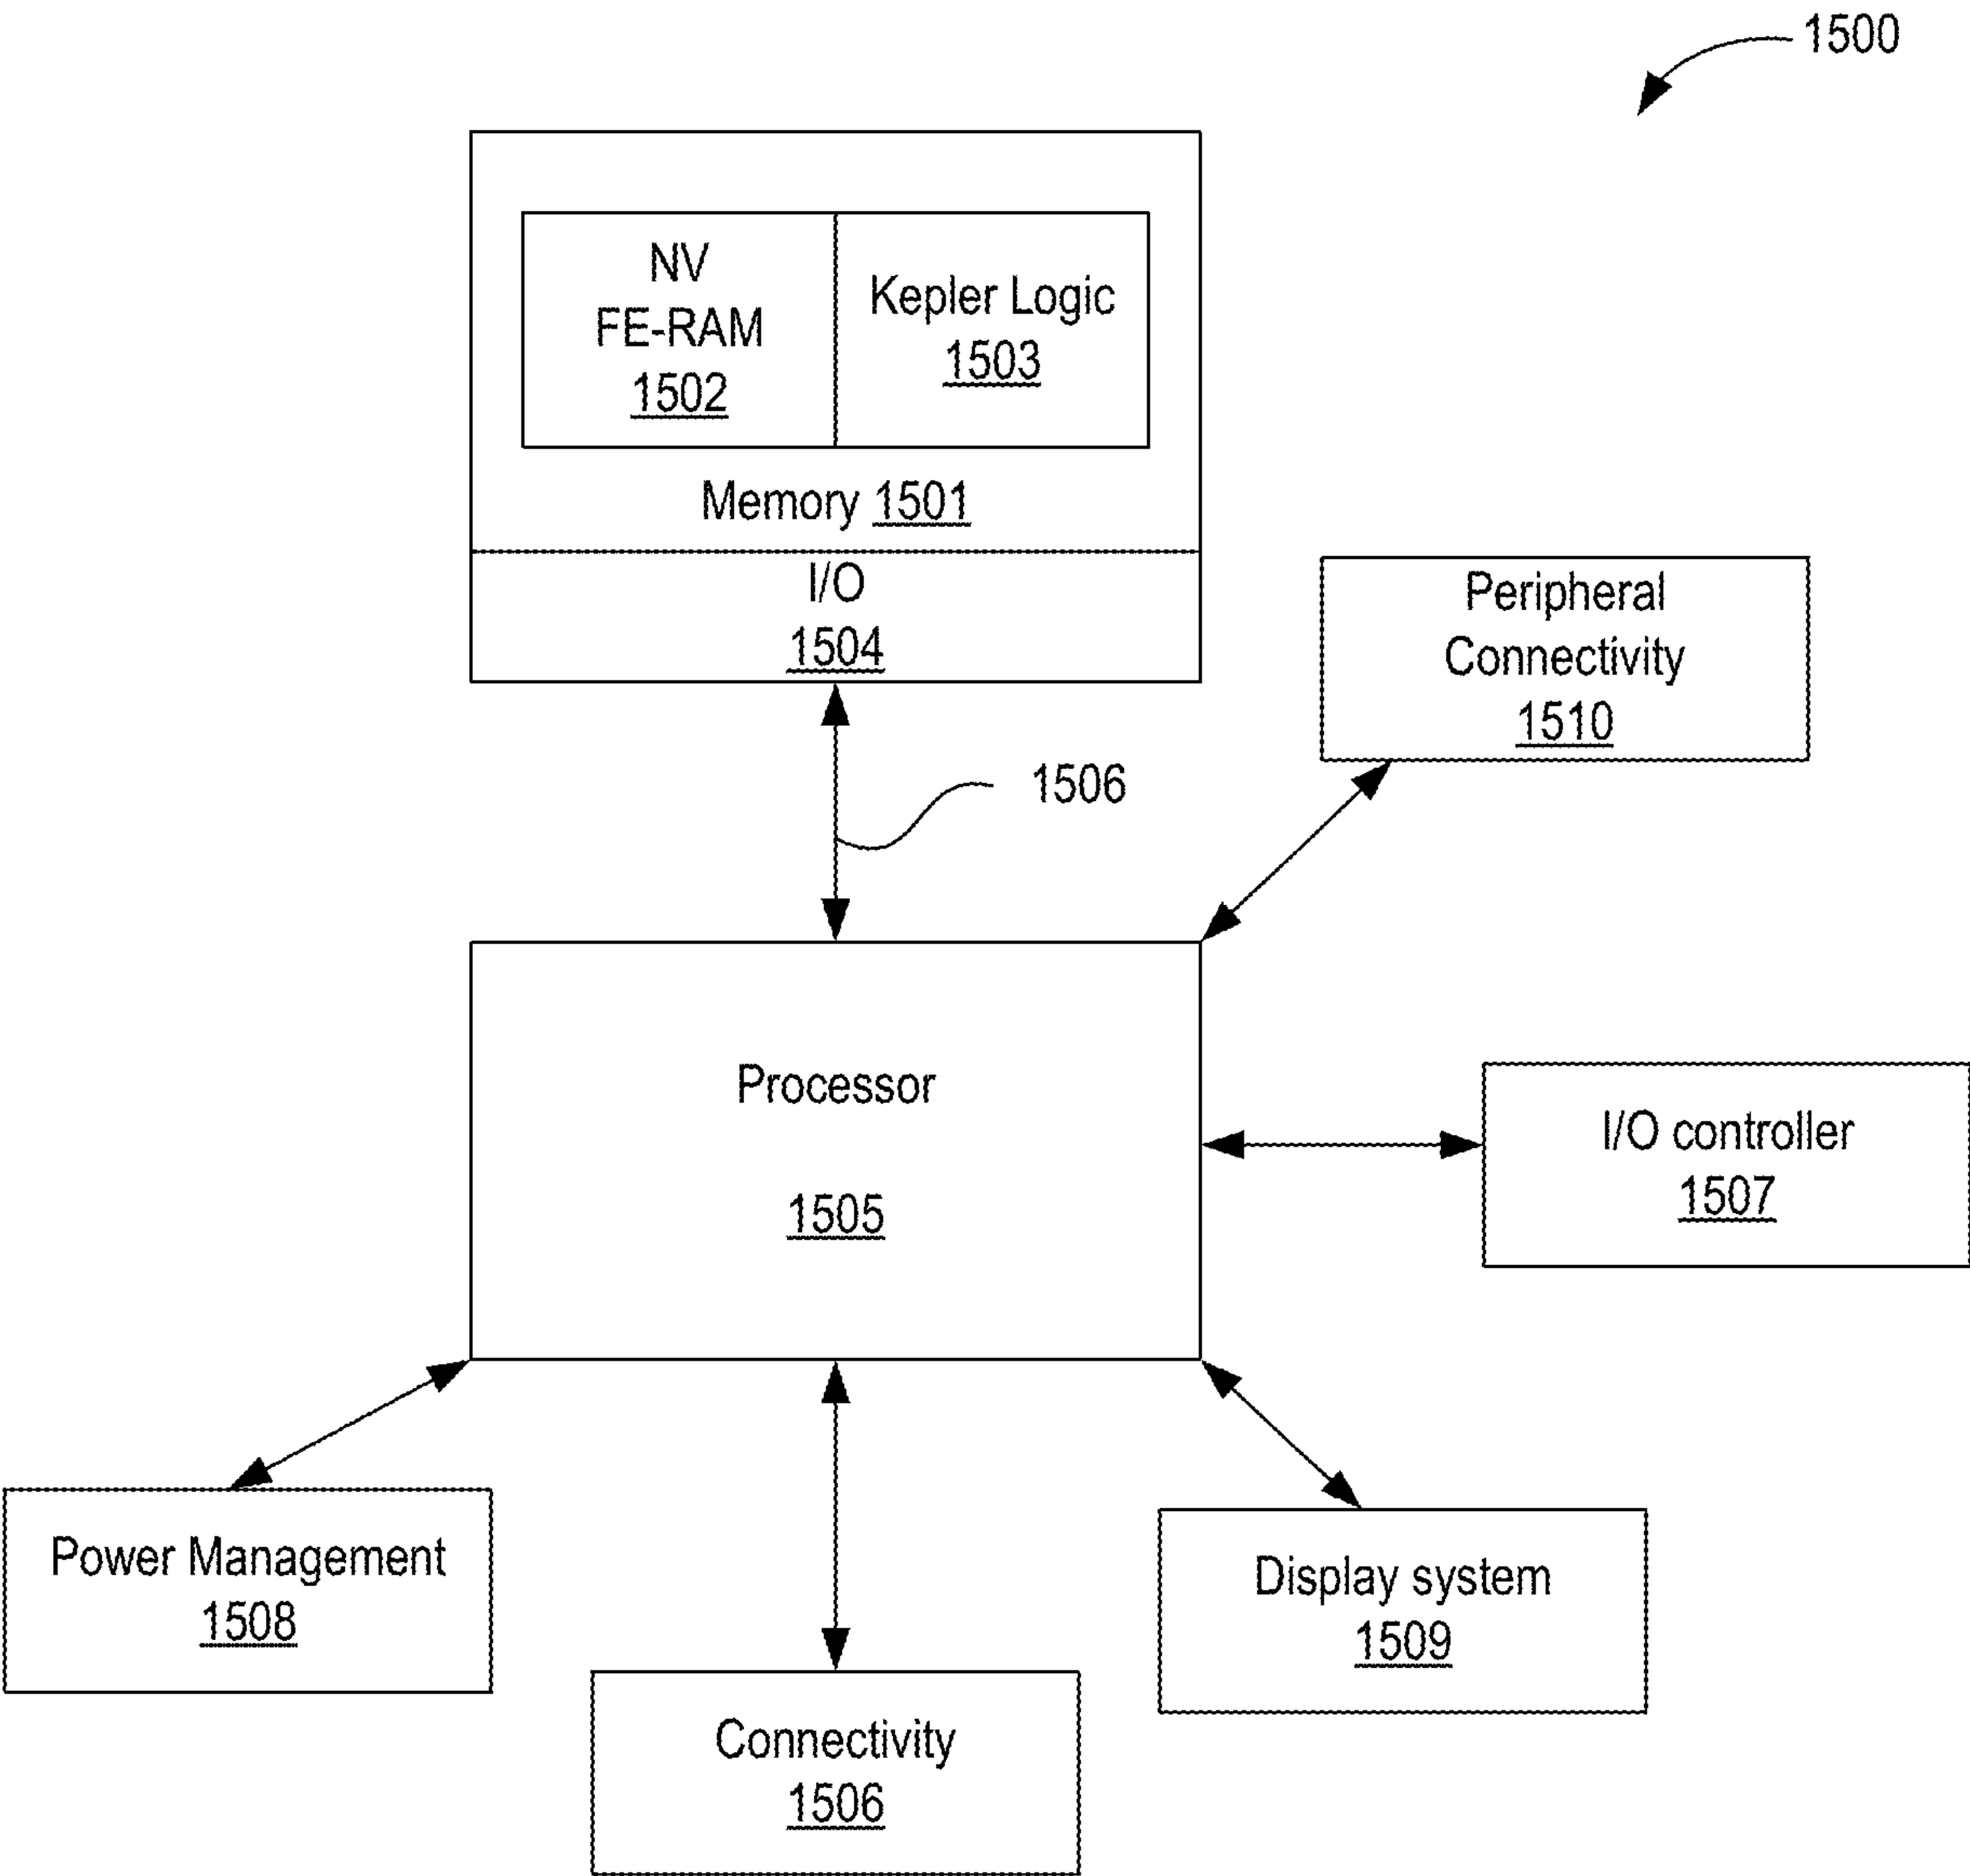 1500
NV
FE-RAM
1502
Kepler Logic
1503
Memory 1501
I/O
1504
Peripheral
Connectivity
1510
1506
Processor
1505
I/O controller
1507
Power Management
1508
Display system
1509
Connectivity
1506